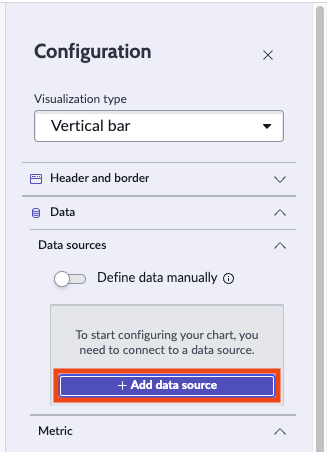 Configuration
Visualization type
Vertical bar
Header and border
Data
Data sources
Define data manually
To start configuring your chart, you
need to connect to a data source.
+ Add data source
Metric